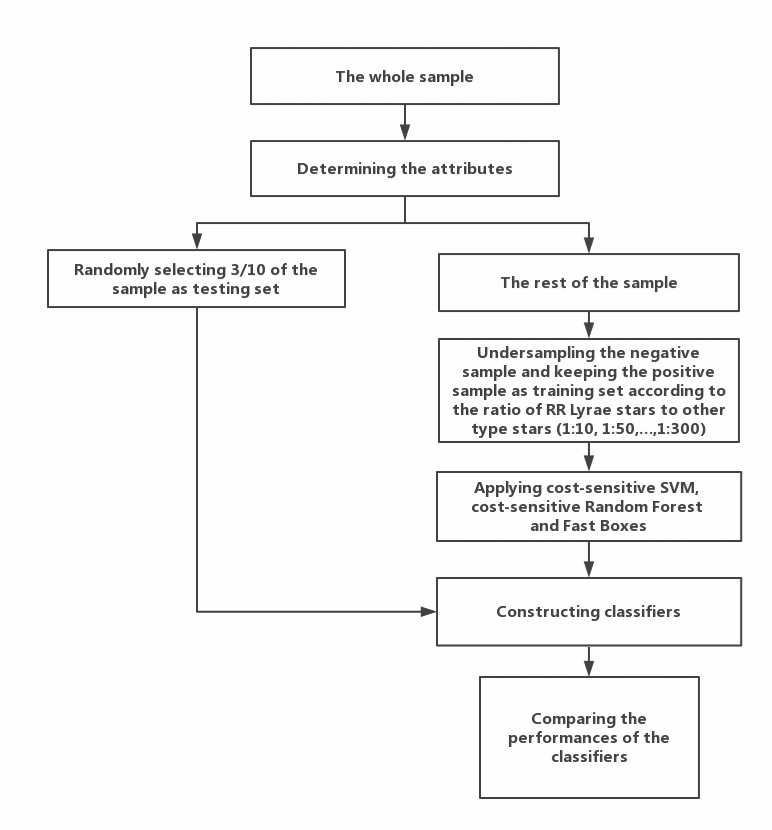 The whole sample
Determining the attributes
Randomly selecting 3/10 of the
sample as testing set
The rest of the sample
Undersampling the negative
sample and keeping the positive
sample as training set according to
the ratio of RR Lyrae stars to other
type stars (1:10, 1:50,...,1:300)
Applying cost-sensitive SVM,
cost-sensitive Random Forest
and Fast Boxes
Constructing classifiers
Comparing the
performances of the
classifiers